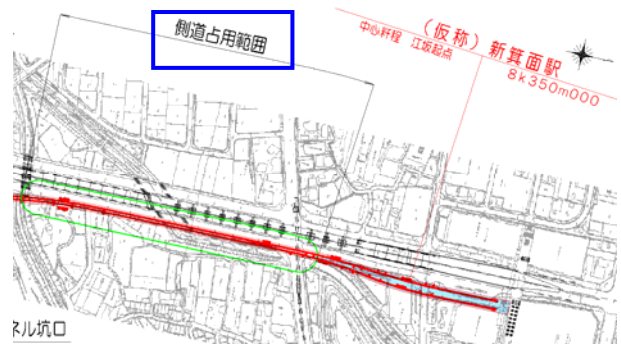 側道占用範囲
(仮称) 新箕面駅
中心粁程 江坂起点
8k350m000
ネル坑口